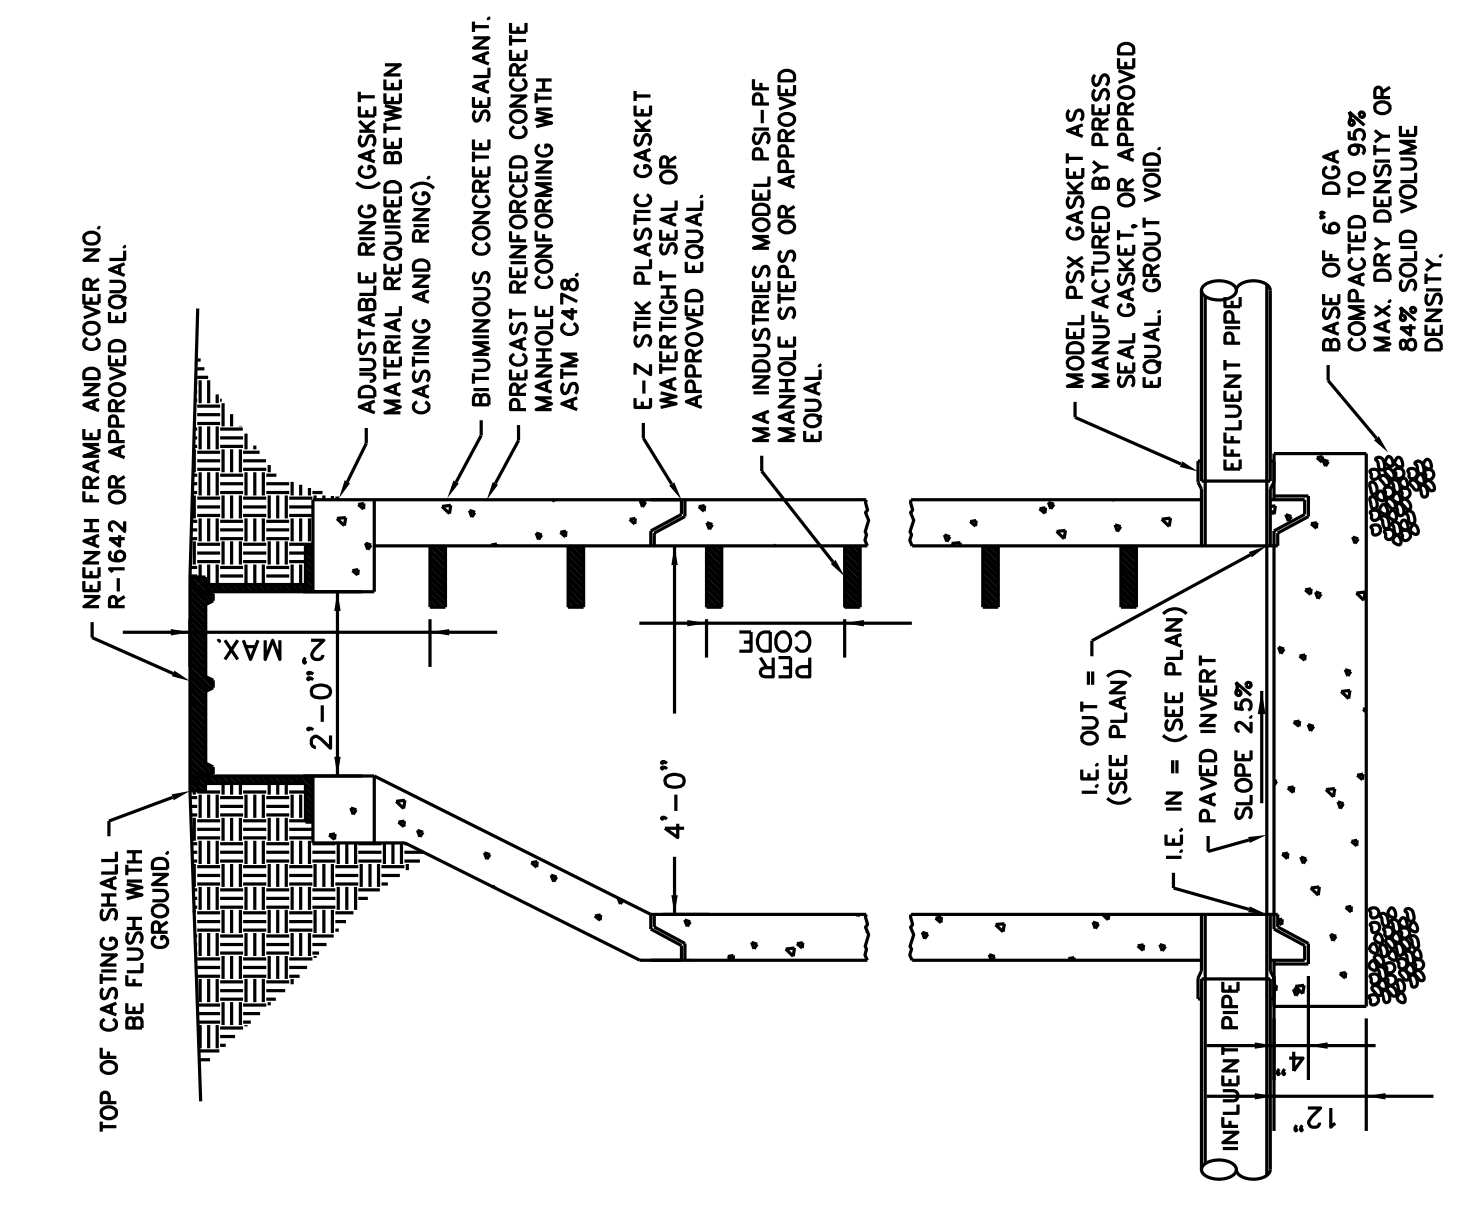 NEENAH FRAME AND COVER NO.
R-1642 OR APPROVED EQUAL.
TOP OF CASTING SHALL
BE FLUSH WITH
GROUND.
ADJUSTABLE RING (GASKET
MATERIAL REQUIRED BETWEEN
CASTING AND RING).
2' MAX.
2'-0"
BITUMINOUS CONCRETE SEALANT.
PRECAST REINFORCED CONCRETE
MANHOLE CONFORMING WITH
ASTM C478.
E-Z STIK PLASTIC GASKET
WATERTIGHT SEAL OR
APPROVED EQUAL.
4'-0"
MA INDUSTRIES MODEL PSI-PF
MANHOLE STEPS OR APPROVED
EQUAL.
PER
CODE
MODEL PSX GASKET AS
MANUFACTURED BY PRESS
SEAL GASKET, OR APPROVED
EQUAL. GROUT VOID.
I.E. OUT =
(SEE PLAN)
I.E. IN = (SEE PLAN)
PAVED INVERT
SLOPE 2.5%
INFLUENT PIPE
EFFLUENT PIPE
4"
12"
BASE OF 6" DGA
COMPACTED TO 95%
MAX. DRY DENSITY OR
84% SOLID VOLUME
DENSITY.